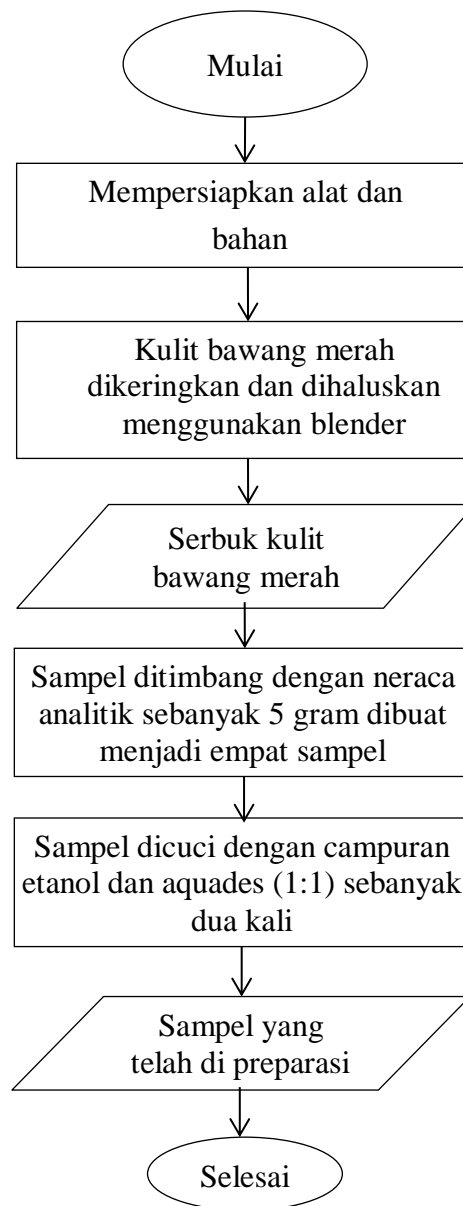 Mulai
Mempersiapkan alat dan
bahan
Kulit bawang merah
dikeringkan dan dihaluskan
menggunakan blender
Serbuk kulit
bawang merah
Sampel ditimbang dengan neraca
analitik sebanyak 5 gram dibuat
menjadi empat sampel
Sampel dicuci dengan campuran
etanol dan aquades (1:1) sebanyak
dua kali
Sampel yang
telah di preparasi
Selesai